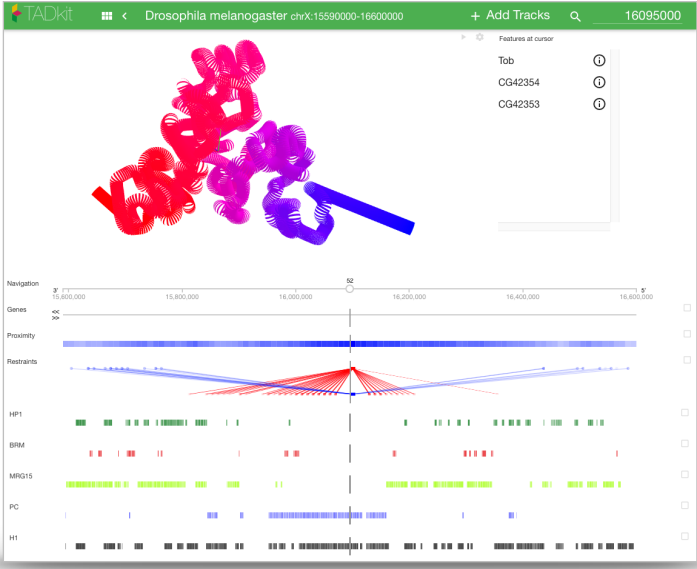 TADkit
Drosophila melanogaster chrX:15590000-16600000
+ Add Tracks
16095000
Features at cursor
Tob
CG42354
CG42353
Navigation
52
3'
5'
15,600,000
15,800,000
16,000,000
16,200,000
16,400,000
16,600,000
Genes
<<
>>
Proximity
Restraints
HP1
BRM
MRG15
PC
H1